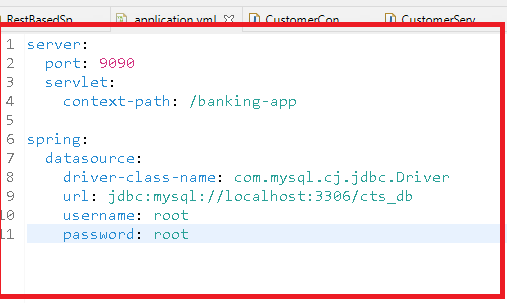 RestBasedSp
application.yml
CustomerCon
CustomerServ
1 server:
2   port: 9090
3   servlet:
4     context-path: /banking-app
5
6 spring:
7   datasource:
8     driver-class-name: com.mysql.cj.jdbc.Driver
9     url: jdbc:mysql://localhost:3306/cts_db
10     username: root
11     password: root